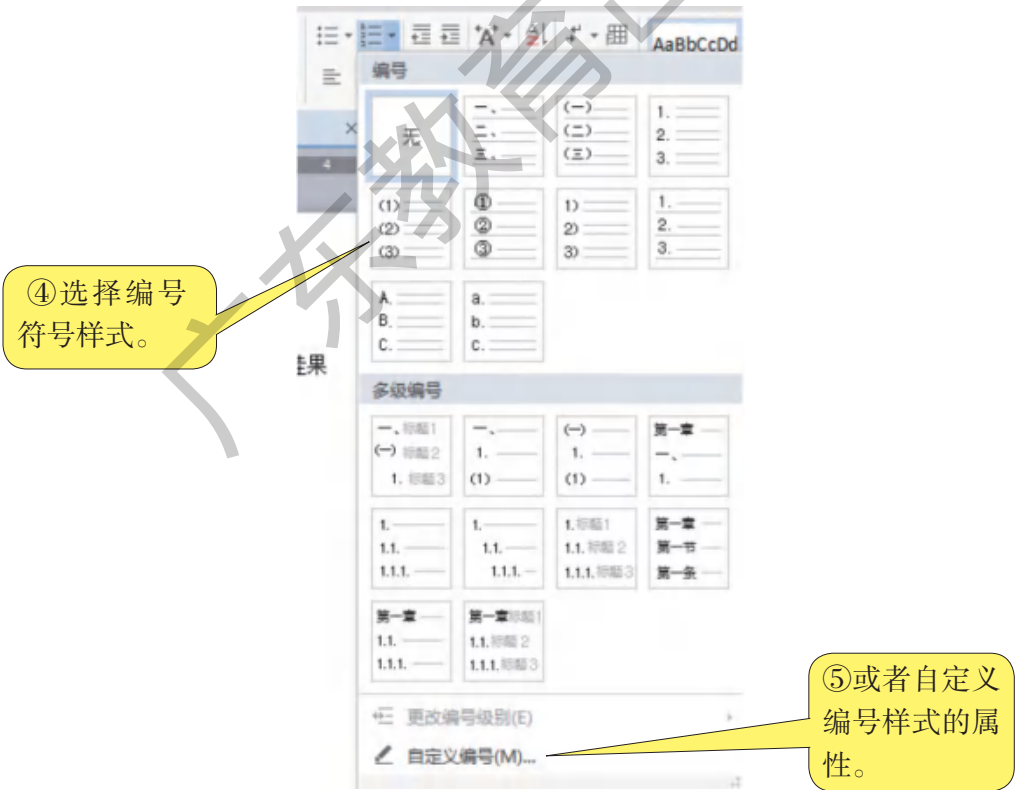 AaBbCcDd
编号
4
无
一、
二、
三、
(一)
(二)
(三)
1.
2.
3.
(1)
(2)
(3)
①
②
③
1)
2)
3)
1.
2.
3.
④选择编号
符号样式。
A.
B.
C.
a.
b.
c.
佳果
多级编号
一、标题1
(一) 标题2
1. 标题3
一、
1.
(1)
(一)
1.
(1)
第一章
一、
1.
1.
1.1.
1.1.1.
1.
1.1.
1.1.1.
1.标题1
1.1.标题2
1.1.1.标题3
第一章
第一节
第一条
第一章
1.1.
1.1.1.
第一章标题1
1.1.标题2
1.1.1.标题3
更改编号级别(E)
自定义编号(M)...
⑤或者自定义
编号样式的属
性。
广东教育